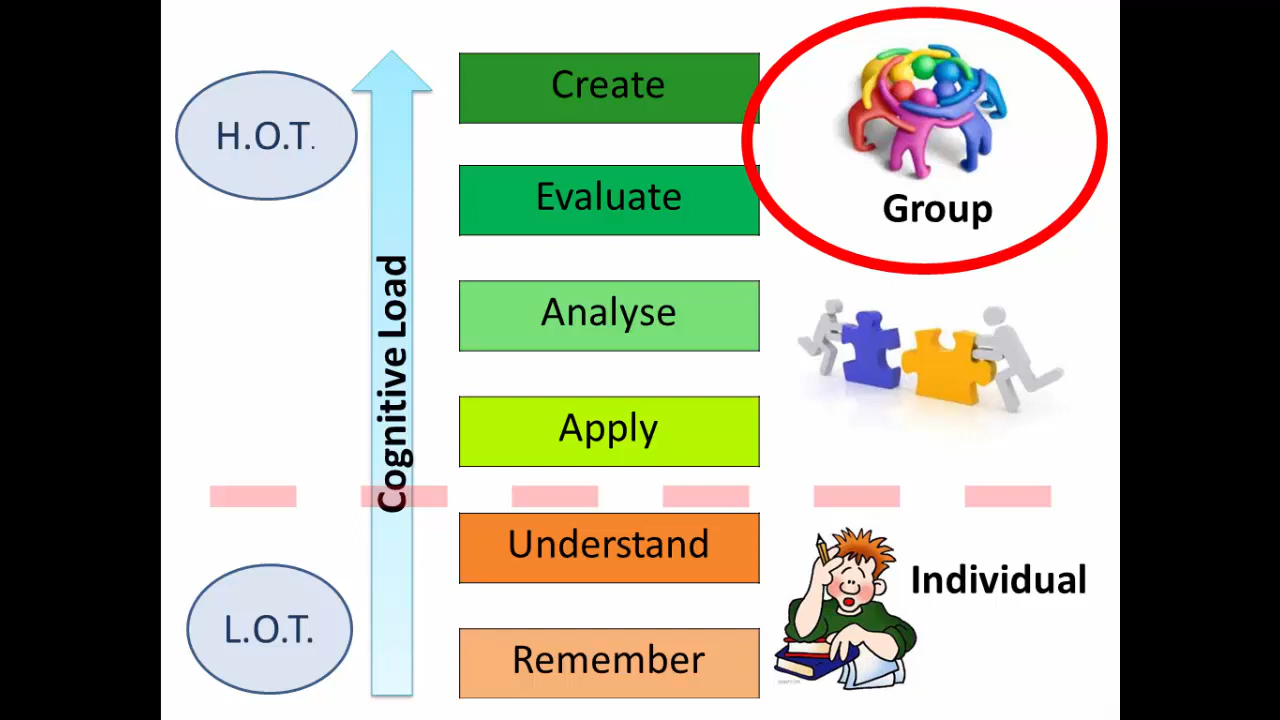 Create
H.O.T.
Evaluate
Group
Cognitive Load
Analyse
Apply
Understand
Individual
L.O.T.
Remember